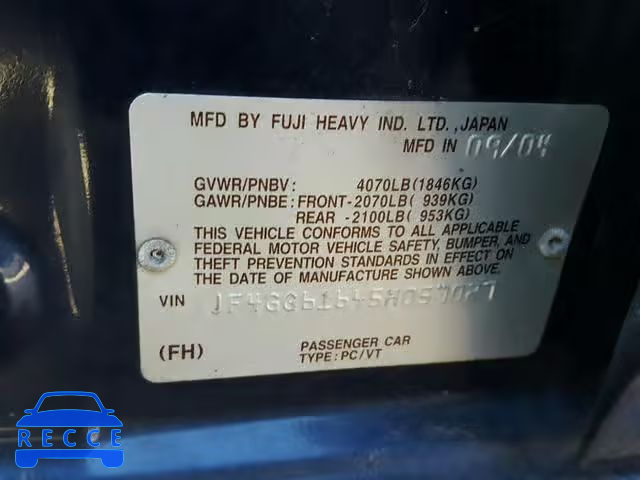 MFD BY FUJI HEAVY IND. LTD., JAPAN
MFD IN 09/04
GVWR/PNBV : 4070LB(1846KG)
GAWR/PNBE : FRONT-2070LB( 939KG)
REAR -2100LB( 953KG)
THIS VEHICLE CONFORMS TO ALL APPLICABLE
FEDERAL MOTOR VEHICLE SAFETY, BUMPER, AND
THEFT PREVENTION STANDARDS IN EFFECT ON
THE DATE OF MANUFACTURE SHOWN ABOVE.
VIN
(FH) PASSENGER CAR
TYPE : PC/VT
RECCE